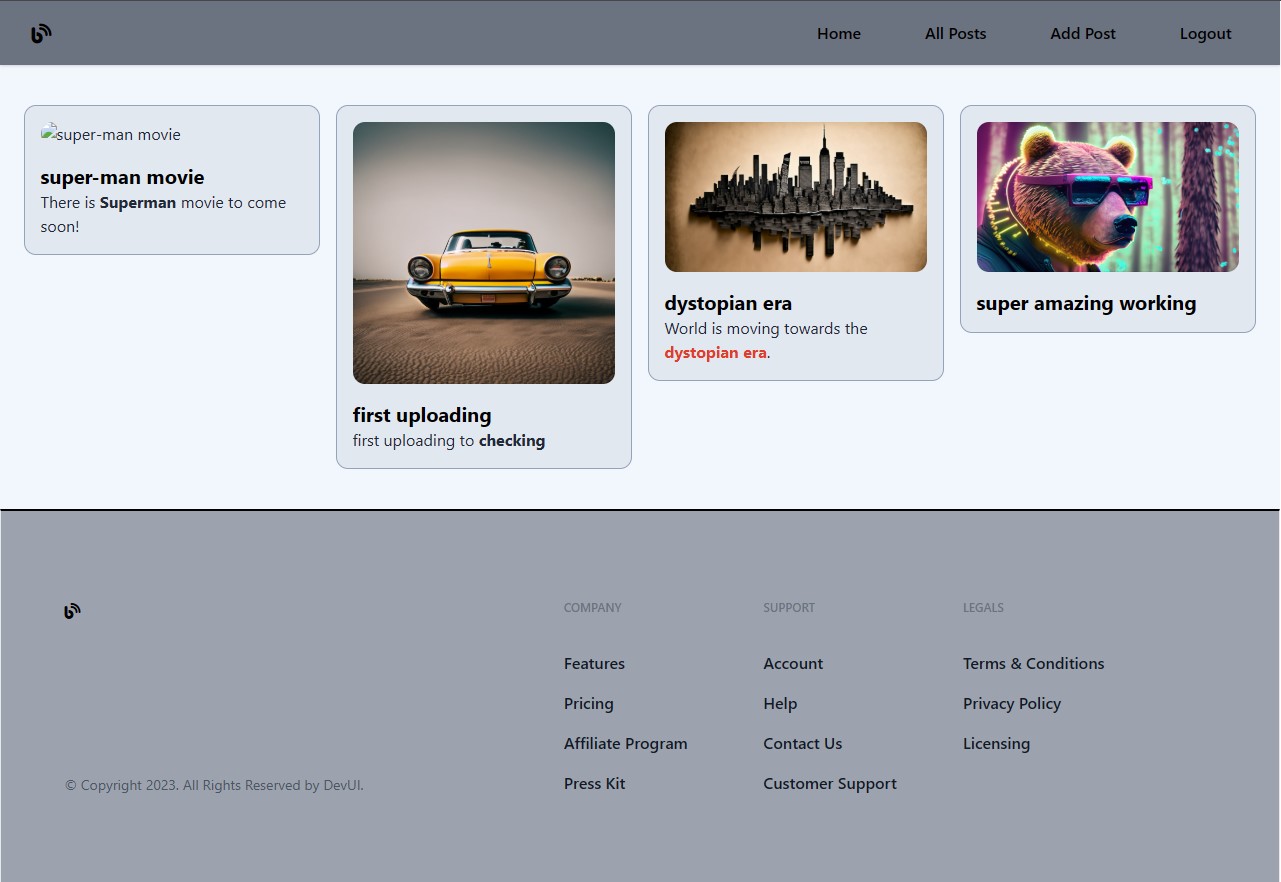 Home All Posts Add Post Logout
super-man movie
super-man movie
There is Superman movie to come
soon!
first uploading
first uploading to checking
dystopian era
World is moving towards the
dystopian era.
super amazing working
COMPANY
Features
Pricing
Affiliate Program
Press Kit
SUPPORT
Account
Help
Contact Us
Customer Support
LEGALS
Terms & Conditions
Privacy Policy
Licensing
© Copyright 2023. All Rights Reserved by DevUI.